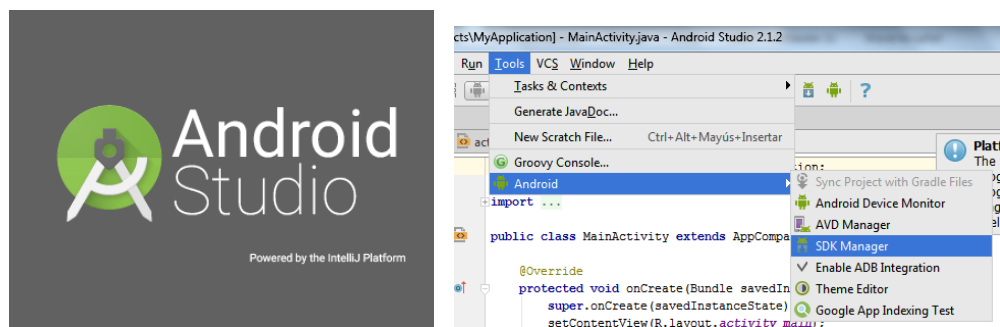 Android
Studio
Powered by the IntelliJ Platform
cts\MyApplication] - MainActivity.java - Android Studio 2.1.2
Run Tools VCS Window Help
Tasks & Contexts
Generate JavaDoc...
New Scratch File... Ctrl+Alt+Mayús+Insertar
Groovy Console...
Android
Sync Project with Gradle Files
Android Device Monitor
AVD Manager
SDK Manager
Enable ADB Integration
Theme Editor
Google App Indexing Test
import ...
public class MainActivity extends AppCompa
@Override
protected void onCreate(Bundle savedIn
super.onCreate(savedInstanceState)
setContentView(R.layout.activity_main);
The